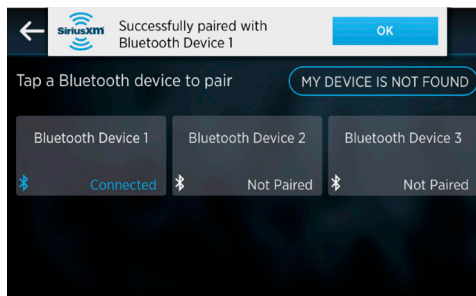 SiriusXM
Successfully paired with
Bluetooth Device 1
OK
Tap a Bluetooth device to pair
MY DEVICE IS NOT FOUND
Bluetooth Device 1
Connected
Bluetooth Device 2
Not Paired
Bluetooth Device 3
Not Paired